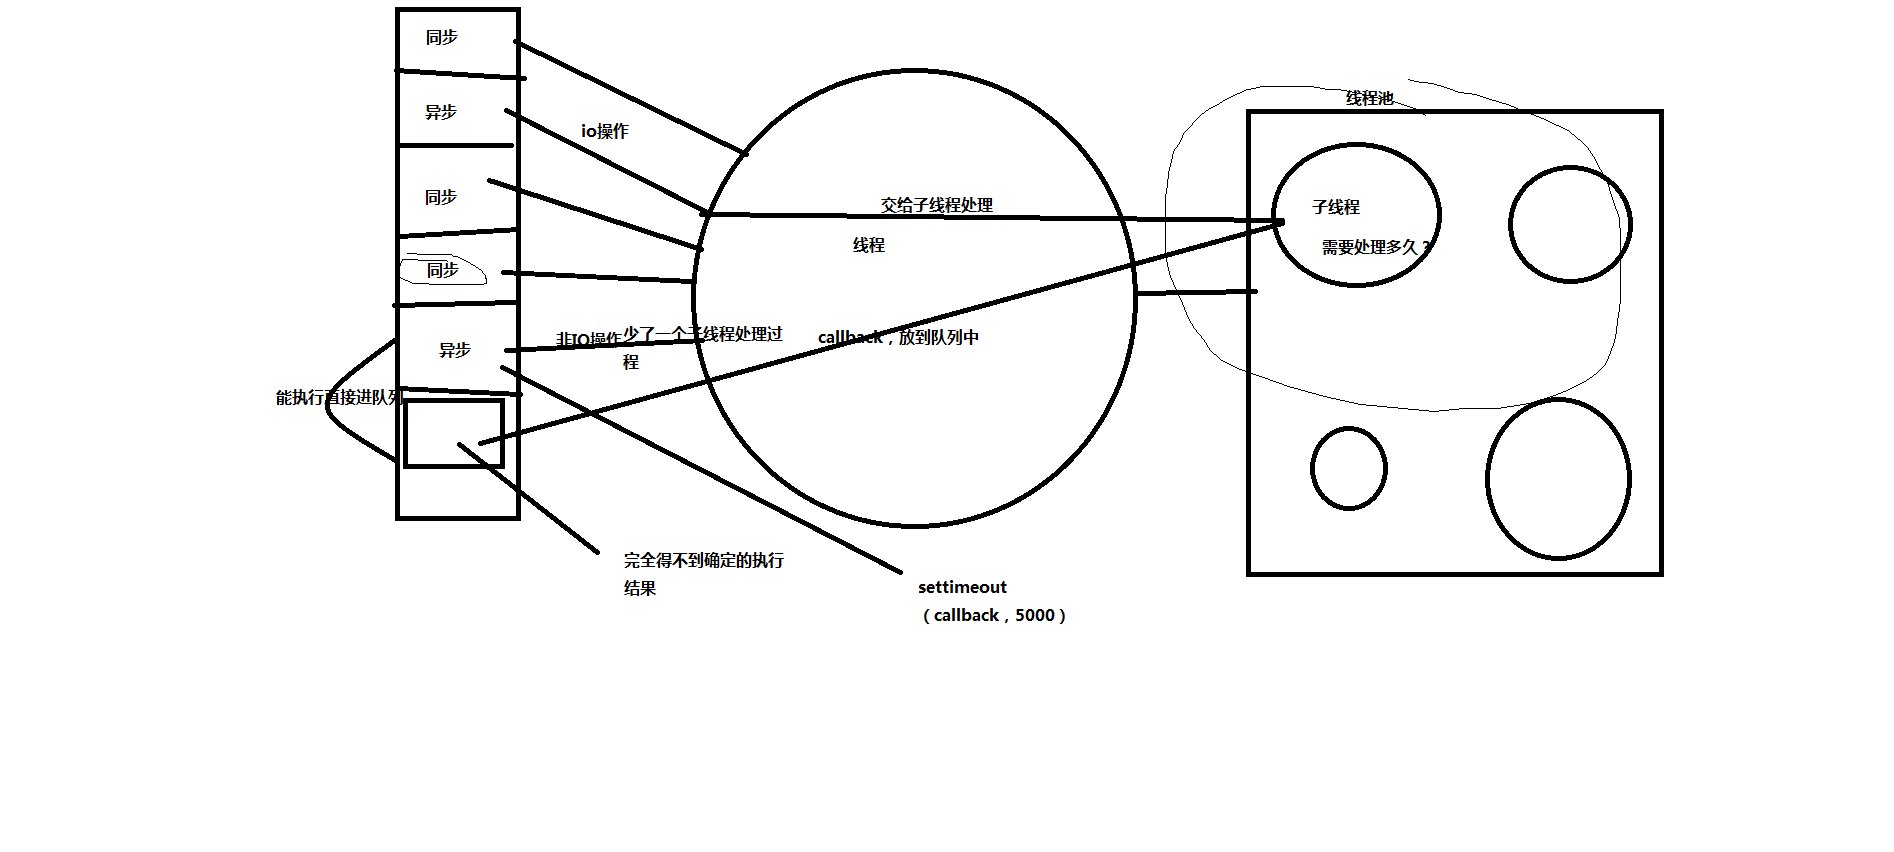 同步
线程池
异步
io操作
同步
交给子线程处理
子线程
线程
需要处理多久？
同步
非IO操作
少了一个子线程处理过
程
callback，放到队列中
异步
能执行直接进队列
完全得不到确定的执行
结果
settimeout
（callback，5000）